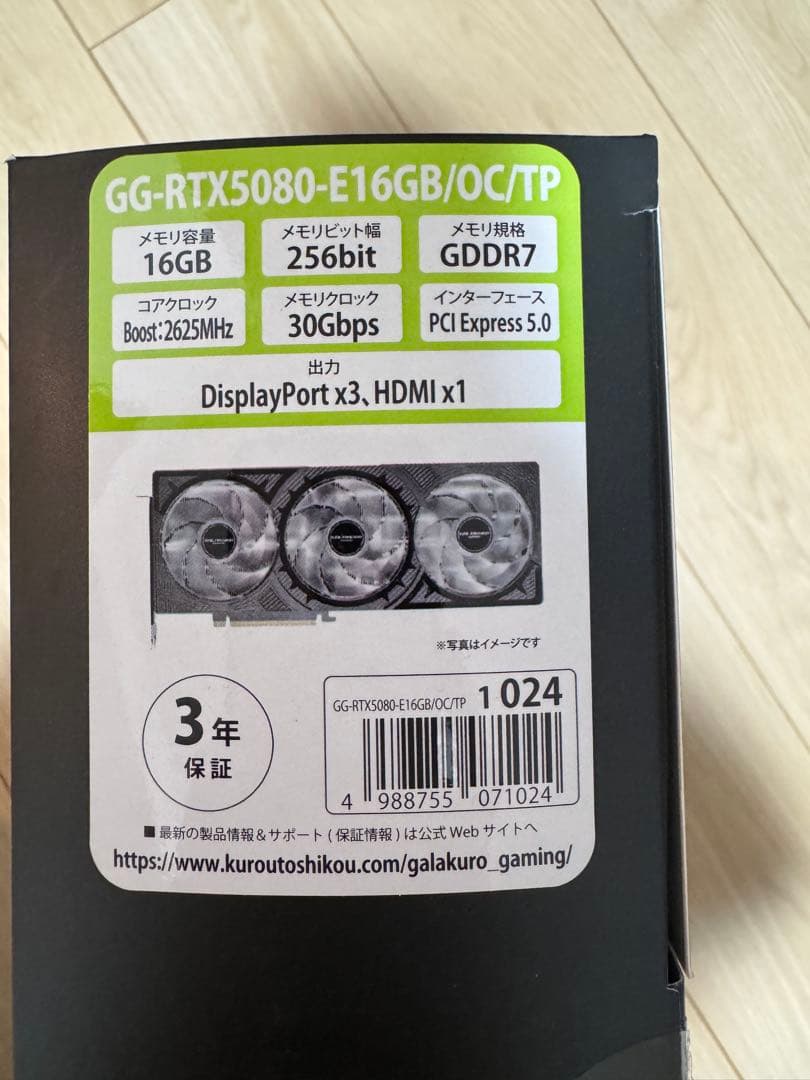 GG-RTX5080-E16GB/OC/TP
メモリ容量
16GB
メモリビット幅
256bit
メモリ規格
GDDR7
コアクロック
Boost:2625MHz
メモリクロック
30Gbps
インターフェース
PCI Express 5.0
出力
DisplayPort x3、HDMI x1
※写真はイメージです
3年
保証
GG-RTX5080-E16GB/OC/TP 1 024
4 988755 071024
■ 最新の製品情報&サポート(保証情報)は公式 Web サイトへ
https://www.kuroutoshikou.com/galakuro_gaming/